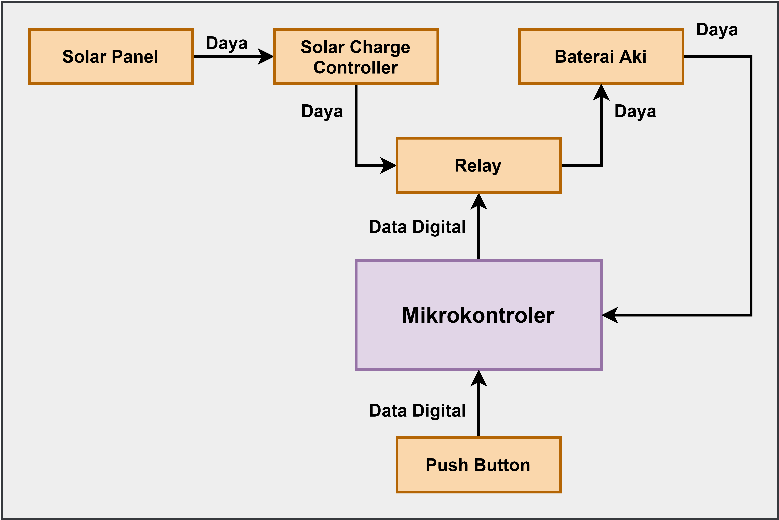 Solar Panel
Daya
Solar Charge
Controller
Baterai Aki
Daya
Daya
Daya
Relay
Data Digital
Mikrokontroler
Data Digital
Push Button